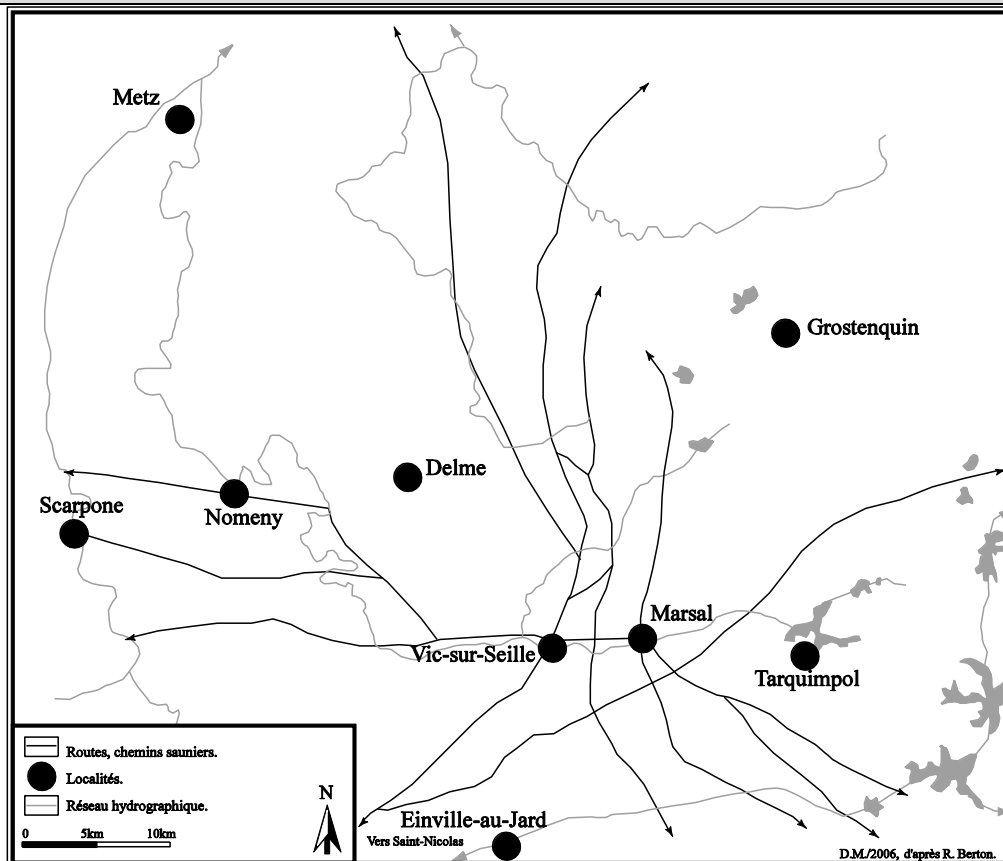 Metz
Grostenquin
Delme
Scarpone
Nomeny
Marsal
Vic-sur-Seille
Tarquimpol
Routes, chemins sauniers.
Localités.
Réseau hydrographique.
0 5km 10km
N
Einville-au-Jard
Vers Saint-Nicolas
D.M./2006, d'après R. Berton.